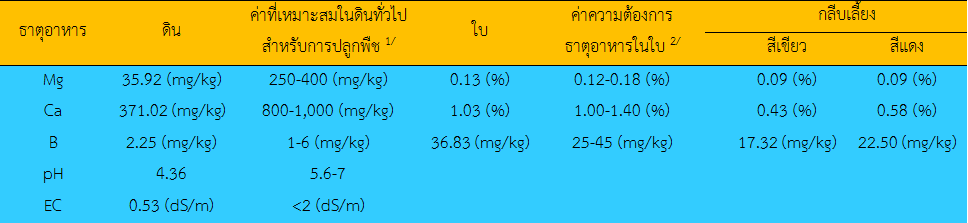 ธาตุอาหาร ดิน ค่าที่เหมาะสมในดินทั่วไป สำหรับการปลูกพืช 1/ ใบ ค่าความต้องการ ธาตุอาหารในใบ 2/ กลีบเลี้ยง
สีเขียว สีแดง
Mg 35.92 (mg/kg) 250-400 (mg/kg) 0.13 (%) 0.12-0.18 (%) 0.09 (%) 0.09 (%)
Ca 371.02 (mg/kg) 800-1,000 (mg/kg) 1.03 (%) 1.00-1.40 (%) 0.43 (%) 0.58 (%)
B 2.25 (mg/kg) 1-6 (mg/kg) 36.83 (mg/kg) 25-45 (mg/kg) 17.32 (mg/kg) 22.50 (mg/kg)
pH 4.36 5.6-7
EC 0.53 (dS/m) <2 (dS/m)